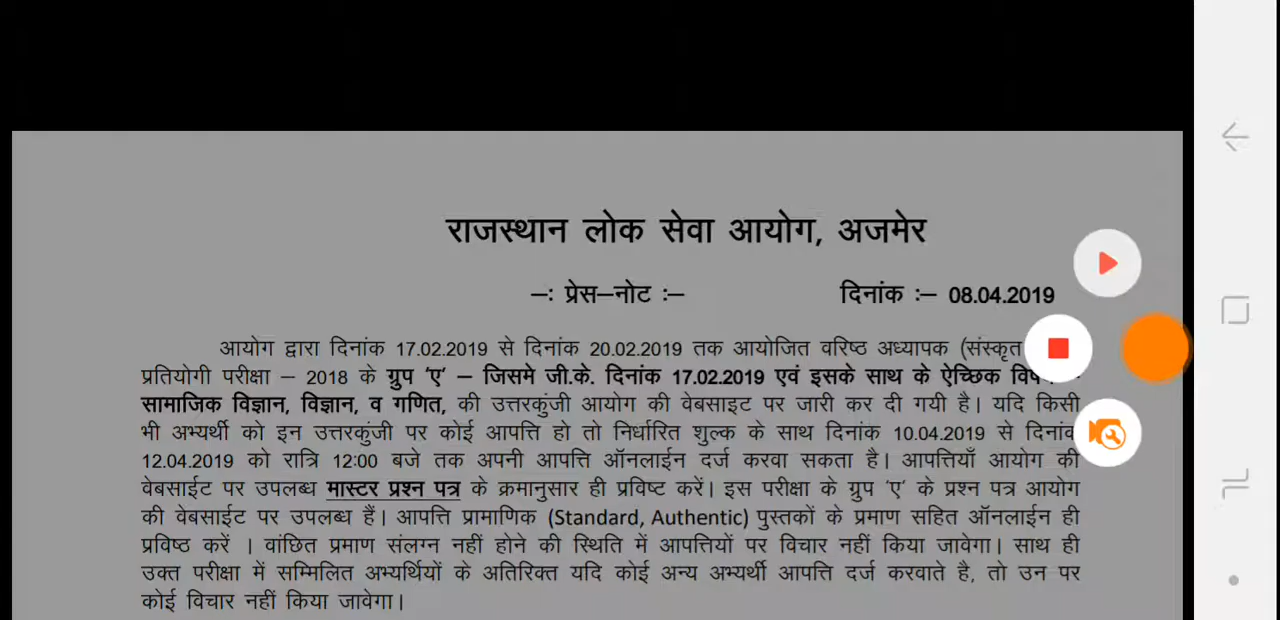 राजस्थान लोक सेवा आयोग, अजमेर
–: प्रेस–नोट :– दिनांक :– 08.04.2019
आयोग द्वारा दिनांक 17.02.2019 से दिनांक 20.02.2019 तक आयोजित वरिष्ठ अध्यापक (संस्कृत
प्रतियोगी परीक्षा – 2018 के ग्रुप 'ए' – जिसमे जी.के. दिनांक 17.02.2019 एवं इसके साथ के ऐच्छिक
सामाजिक विज्ञान, विज्ञान, व गणित, की उत्तरकुंजी आयोग की वेबसाइट पर जारी कर दी गयी है। यदि किसी
भी अभ्यर्थी को इन उत्तरकुंजी पर कोई आपत्ति हो तो निर्धारित शुल्क के साथ दिनांक 10.04.2019 से दिनांक
12.04.2019 को रात्रि 12:00 बजे तक अपनी आपत्ति ऑनलाईन दर्ज करवा सकता है। आपत्तियाँ आयोग की
वेबसाईट पर उपलब्ध मास्टर प्रश्न पत्र के क्रमानुसार ही प्रविष्ट करें। इस परीक्षा के ग्रुप 'ए' के प्रश्न पत्र आयोग
की वेबसाईट पर उपलब्ध हैं। आपत्ति प्रामाणिक (Standard, Authentic) पुस्तकों के प्रमाण सहित ऑनलाईन ही
प्रविष्ट करें । वांछित प्रमाण संलग्न नहीं होने की स्थिति में आपत्तियों पर विचार नहीं किया जावेगा। साथ ही
उक्त परीक्षा में सम्मिलित अभ्यर्थियों के अतिरिक्त यदि कोई अन्य अभ्यर्थी आपत्ति दर्ज करवाते है, तो उन पर
कोई विचार नहीं किया जावेगा।